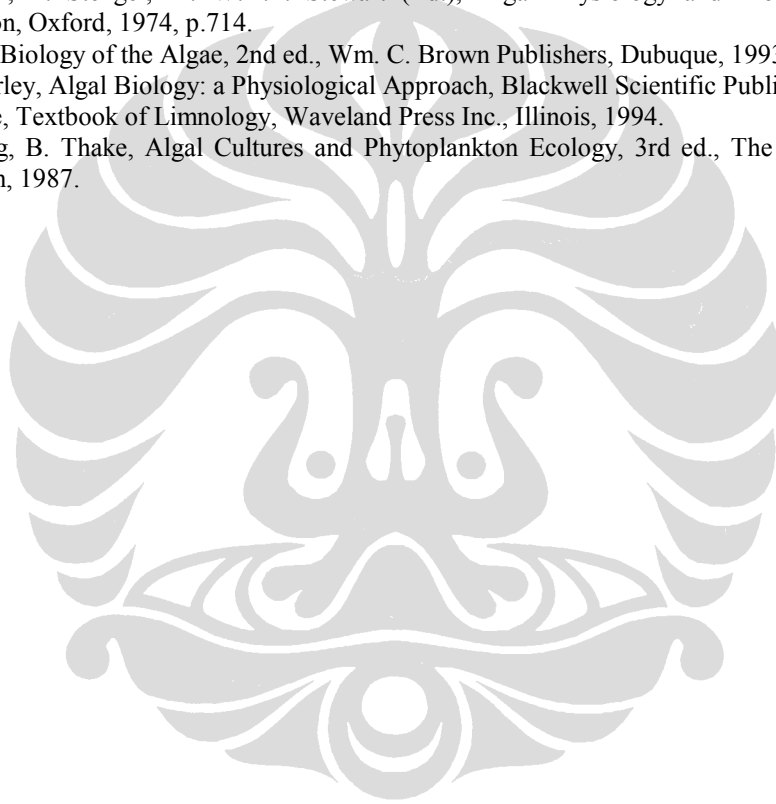 on, Oxford, 1974, p.714.
Biology of the Algae, 2nd ed., Wm. C. Brown Publishers, Dubuque, 1993
rley, Algal Biology: a Physiological Approach, Blackwell Scientific Publi
e, Textbook of Limnology, Waveland Press Inc., Illinois, 1994.
g, B. Thake, Algal Cultures and Phytoplankton Ecology, 3rd ed., The
n, 1987.